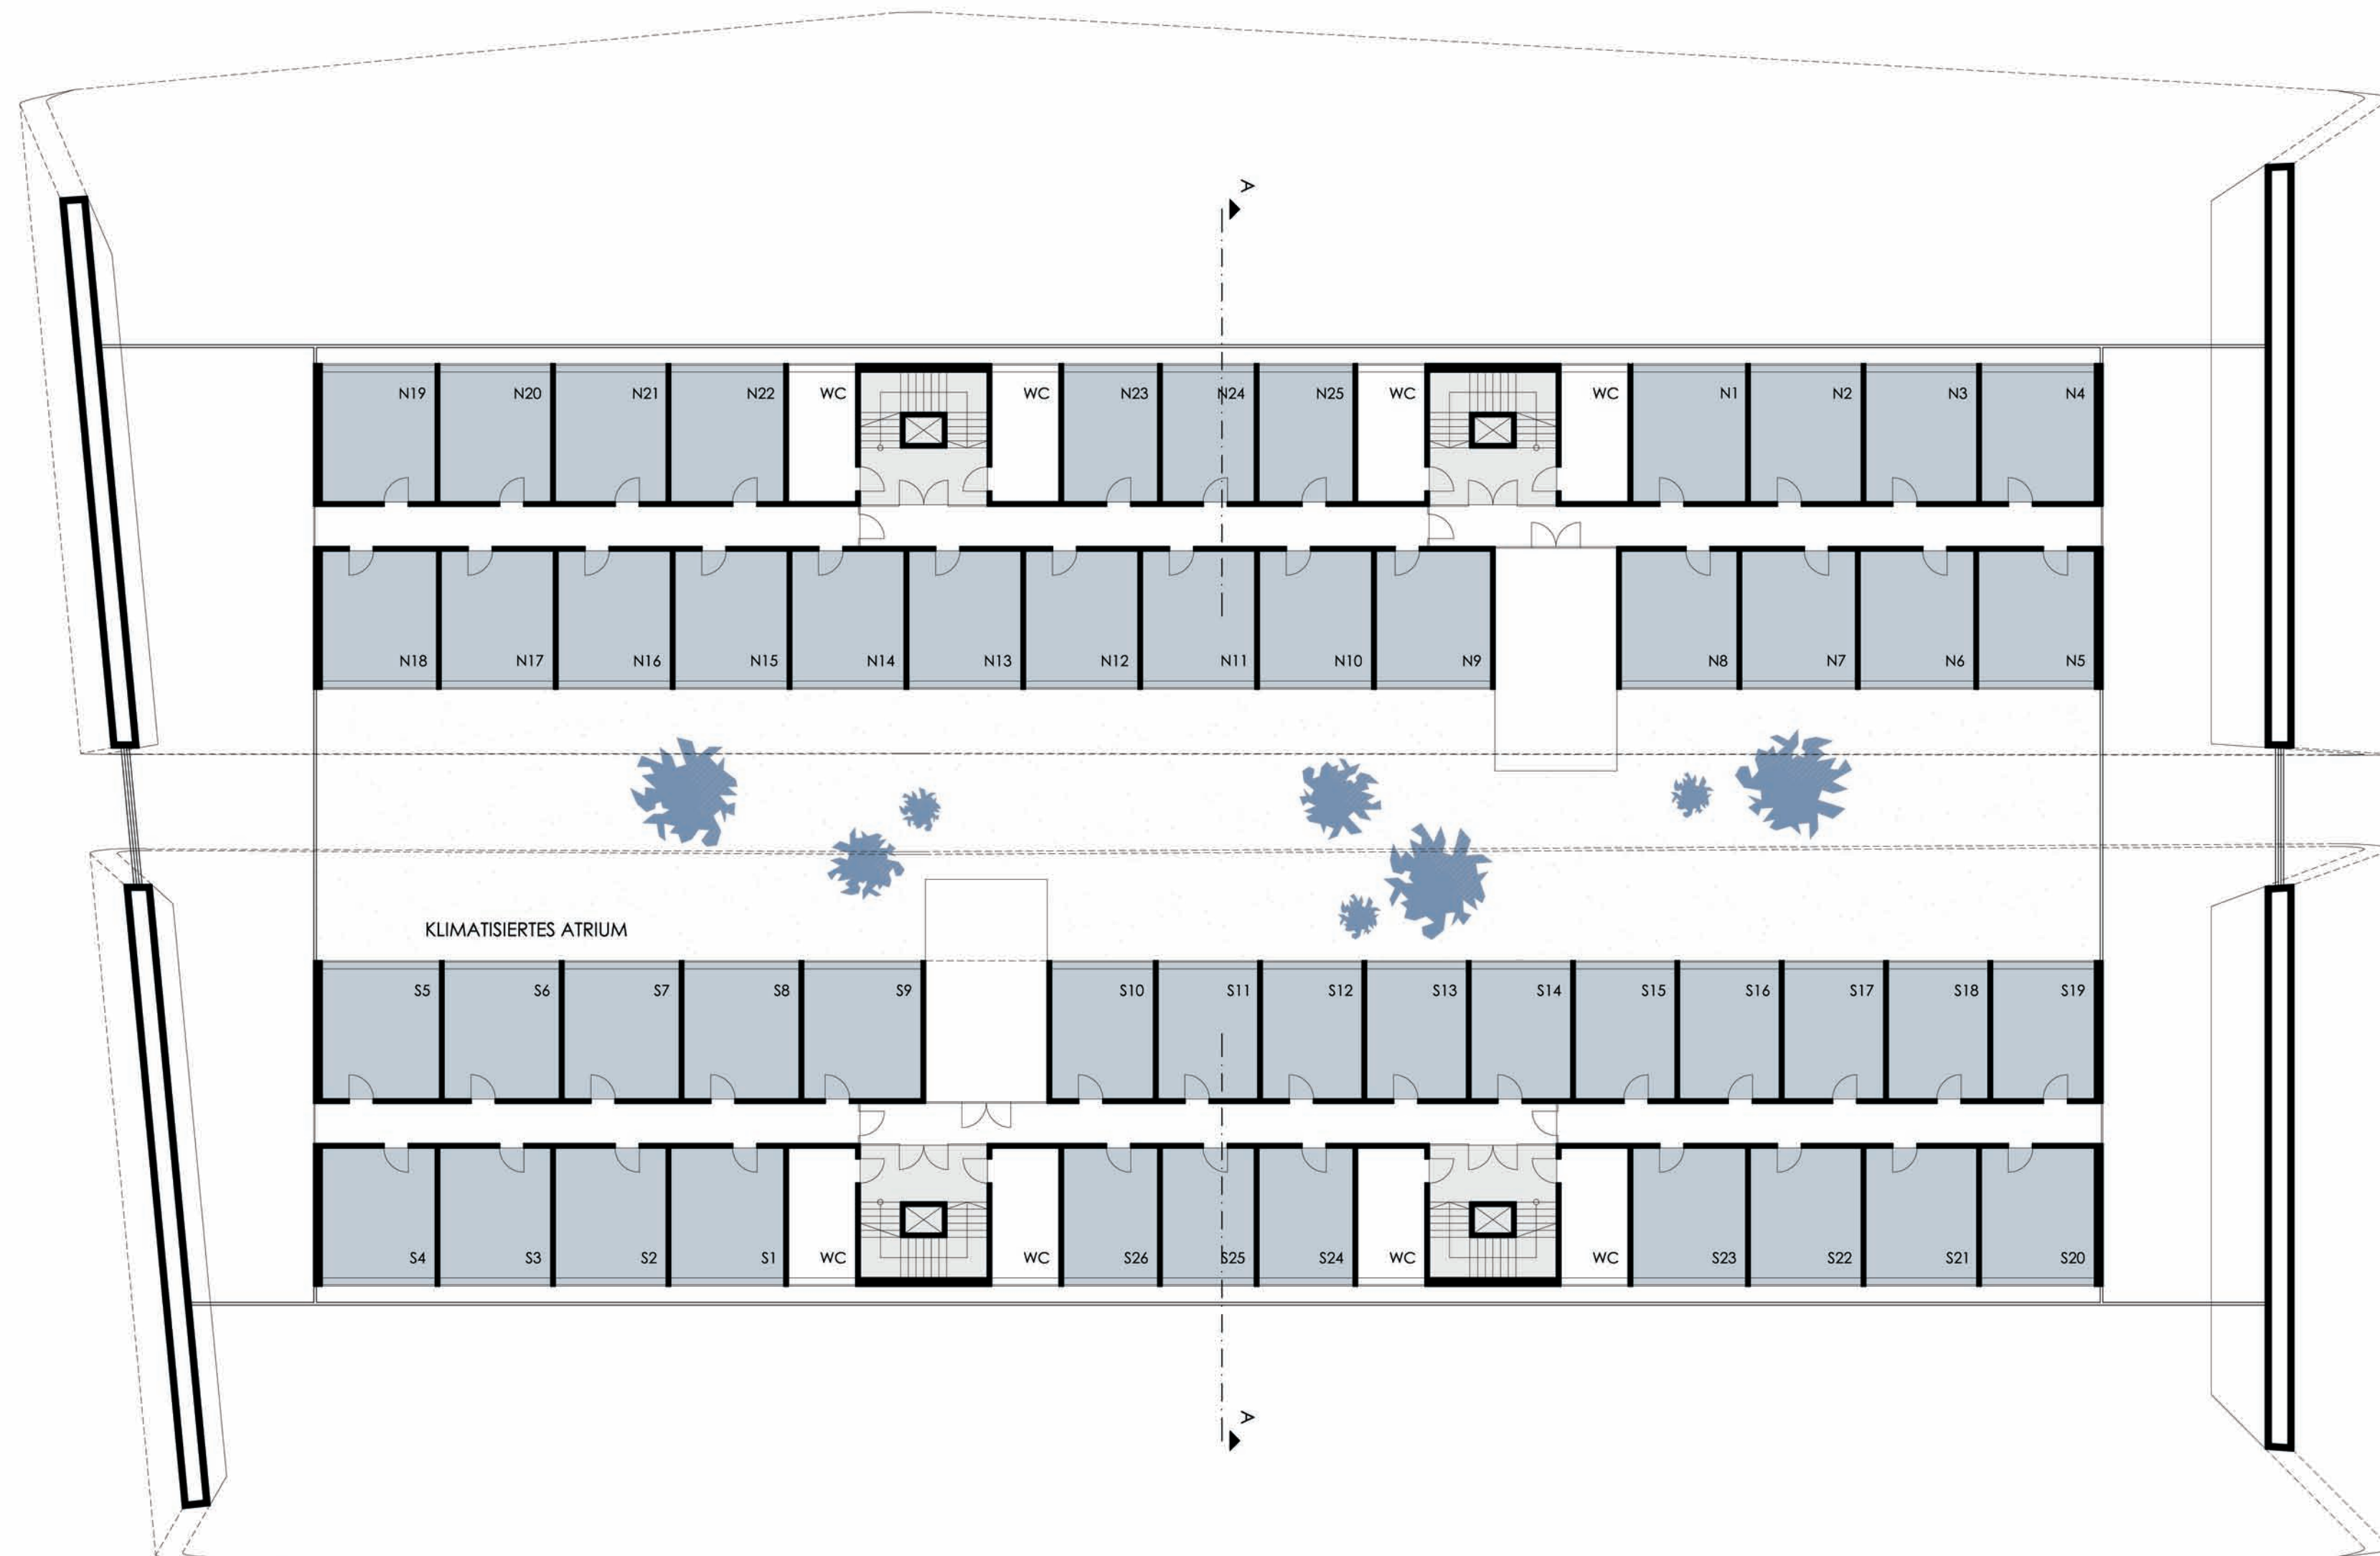 A
N19 N20 N21 N22 WC WC N23 N24 N25 WC WC N1 N2 N3 N4
N18 N17 N16 N15 N14 N13 N12 N11 N10 N9 N8 N7 N6 N5
KLIMATISIERTES ATRIUM
S5 S6 S7 S8 S9 S10 S11 S12 S13 S14 S15 S16 S17 S18 S19
S4 S3 S2 S1 WC WC S26 S25 S24 WC WC S23 S22 S21 S20
A